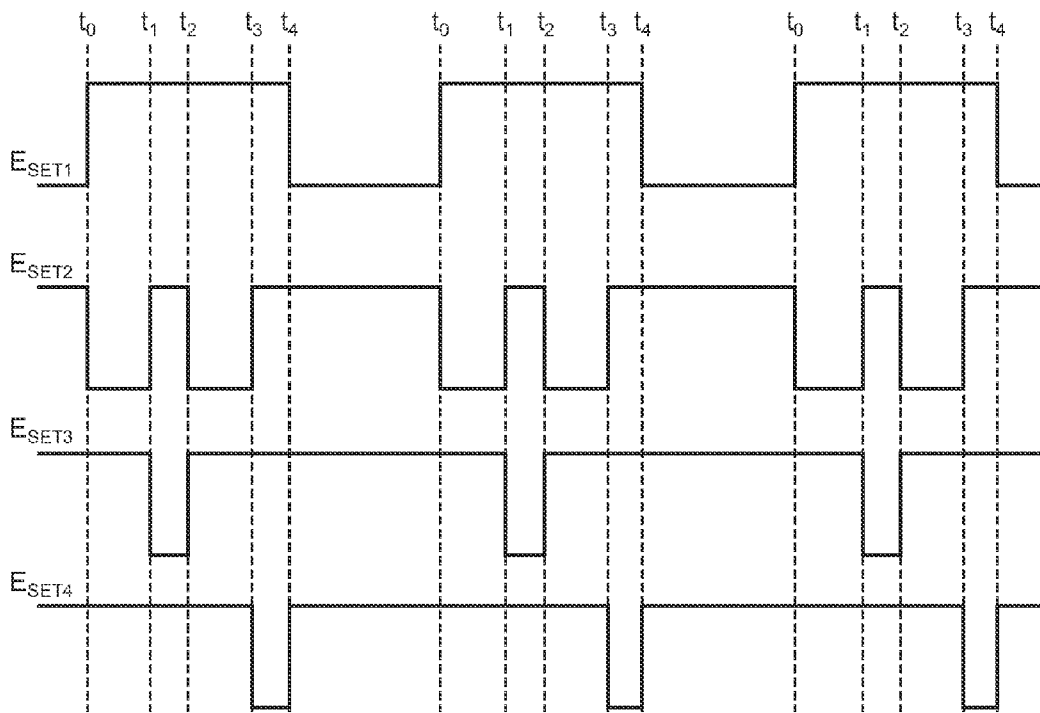 t0 t1 t2 t3 t4 t0 t1 t2 t3 t4 t0 t1 t2 t3 t4
ESET1
ESET2
ESET3
ESET4